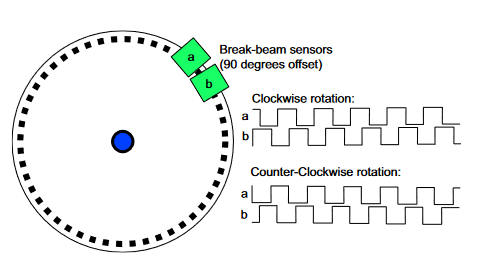 a
b
Break-beam sensors
(90 degrees offset)
Clockwise rotation:
a
b
Counter-Clockwise rotation:
a
b